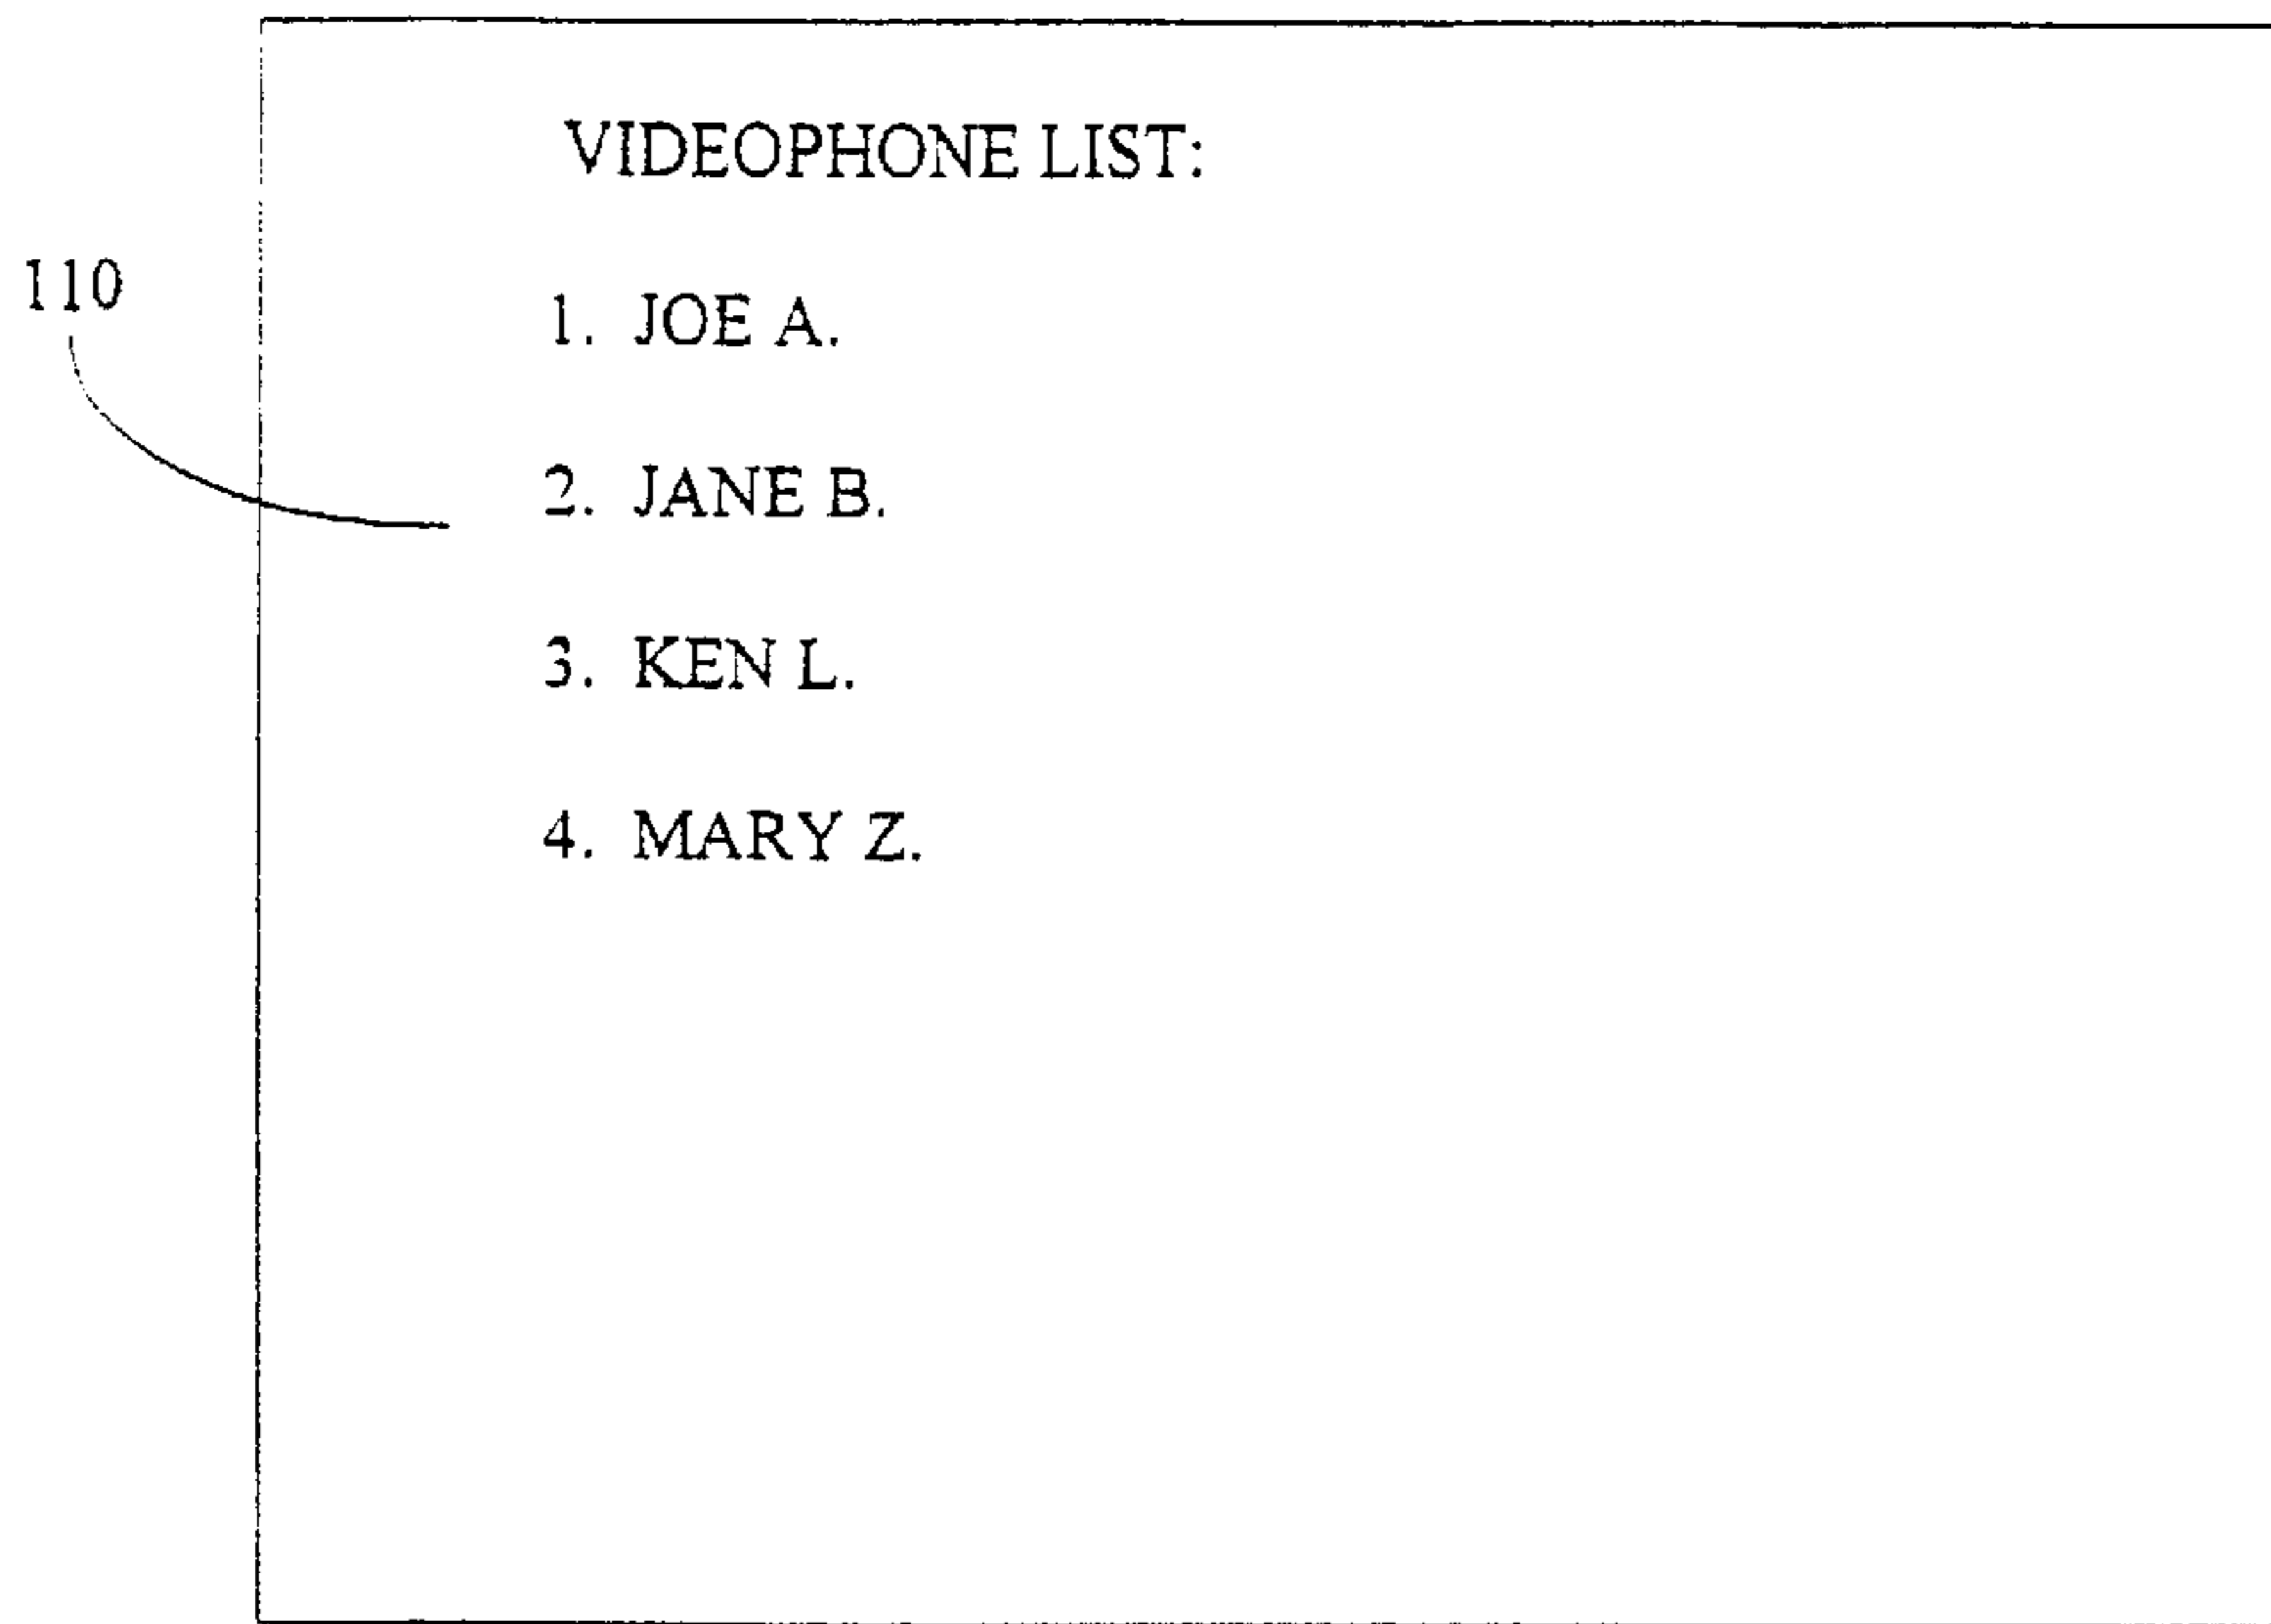 VIDEOPHONE LIST:
110
1. JOE A.
2. JANE B.
3. KEN L.
4. MARY Z.